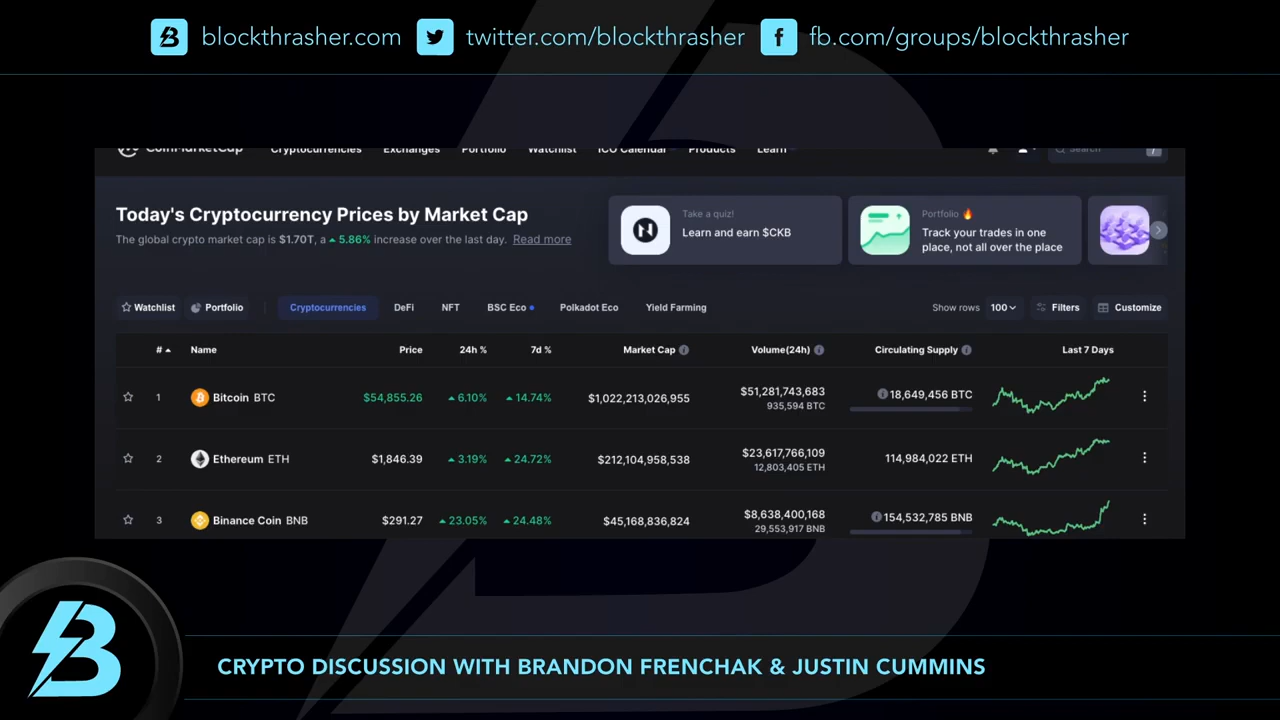 blockthrasher.com twitter.com/blockthrasher fb.com/groups/blockthrasher
CoinMarketCap Cryptocurrencies Exchanges Portfolio Watchlist ICO Calendar Products Learn Search /
Today's Cryptocurrency Prices by Market Cap
The global crypto market cap is $1.70T, a 5.86% increase over the last day. Read more
Take a quiz!
Learn and earn $CKB
Portfolio 🔥
Track your trades in one
place, not all over the place
Watchlist Portfolio Cryptocurrencies DeFi NFT BSC Eco Polkadot Eco Yield Farming Show rows 100 Filters Customize
# Name Price 24h % 7d % Market Cap Volume(24h) Circulating Supply Last 7 Days
1 Bitcoin BTC $54,855.26 6.10% 14.74% $1,022,213,026,955 $51,281,743,683 18,649,456 BTC
935,594 BTC
2 Ethereum ETH $1,846.39 3.19% 24.72% $212,104,958,538 $23,617,766,109 114,984,022 ETH
12,803,405 ETH
3 Binance Coin BNB $291.27 23.05% 24.48% $45,168,836,824 $8,638,400,168 154,532,785 BNB
29,553,917 BNB
CRYPTO DISCUSSION WITH BRANDON FRENCHAK & JUSTIN CUMMINS